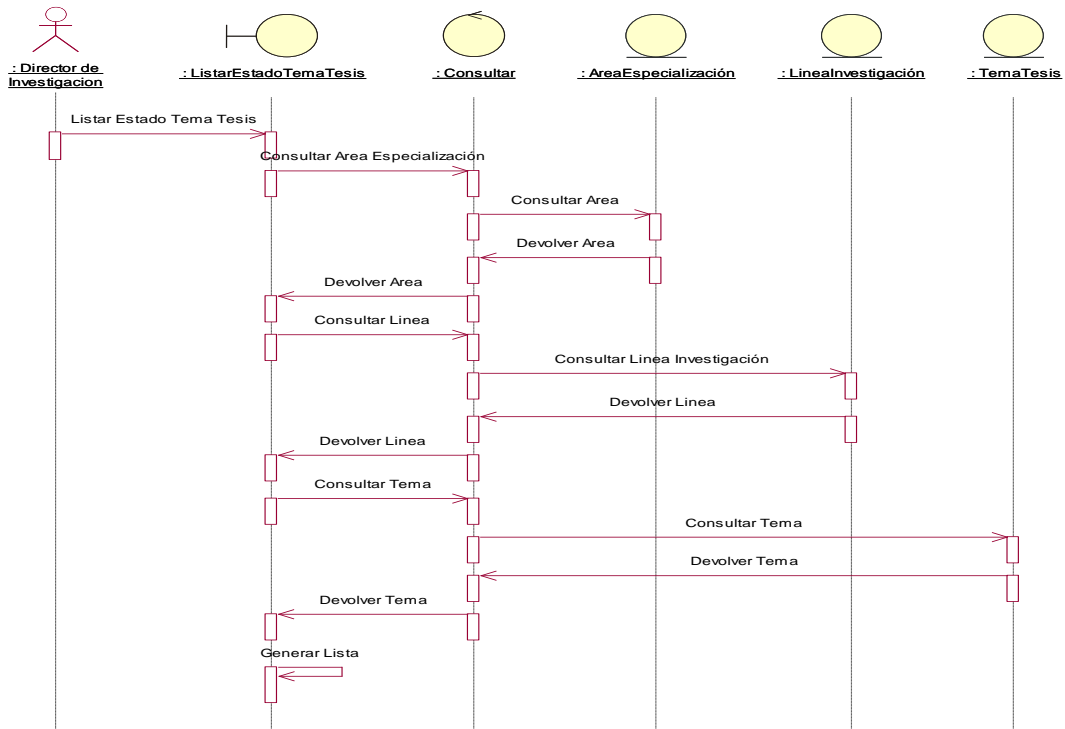 : Director de
Investigacion
: ListarEstadoTemaTesis
: Consultar
: AreaEspecialización
: LineaInvestigación
: TemaTesis
Listar Estado Tema Tesis
Consultar Area Especialización
Consultar Area
Devolver Area
Devolver Area
Consultar Linea
Consultar Linea Investigación
Devolver Linea
Devolver Linea
Consultar Tema
Consultar Tema
Devolver Tema
Devolver Tema
Generar Lista